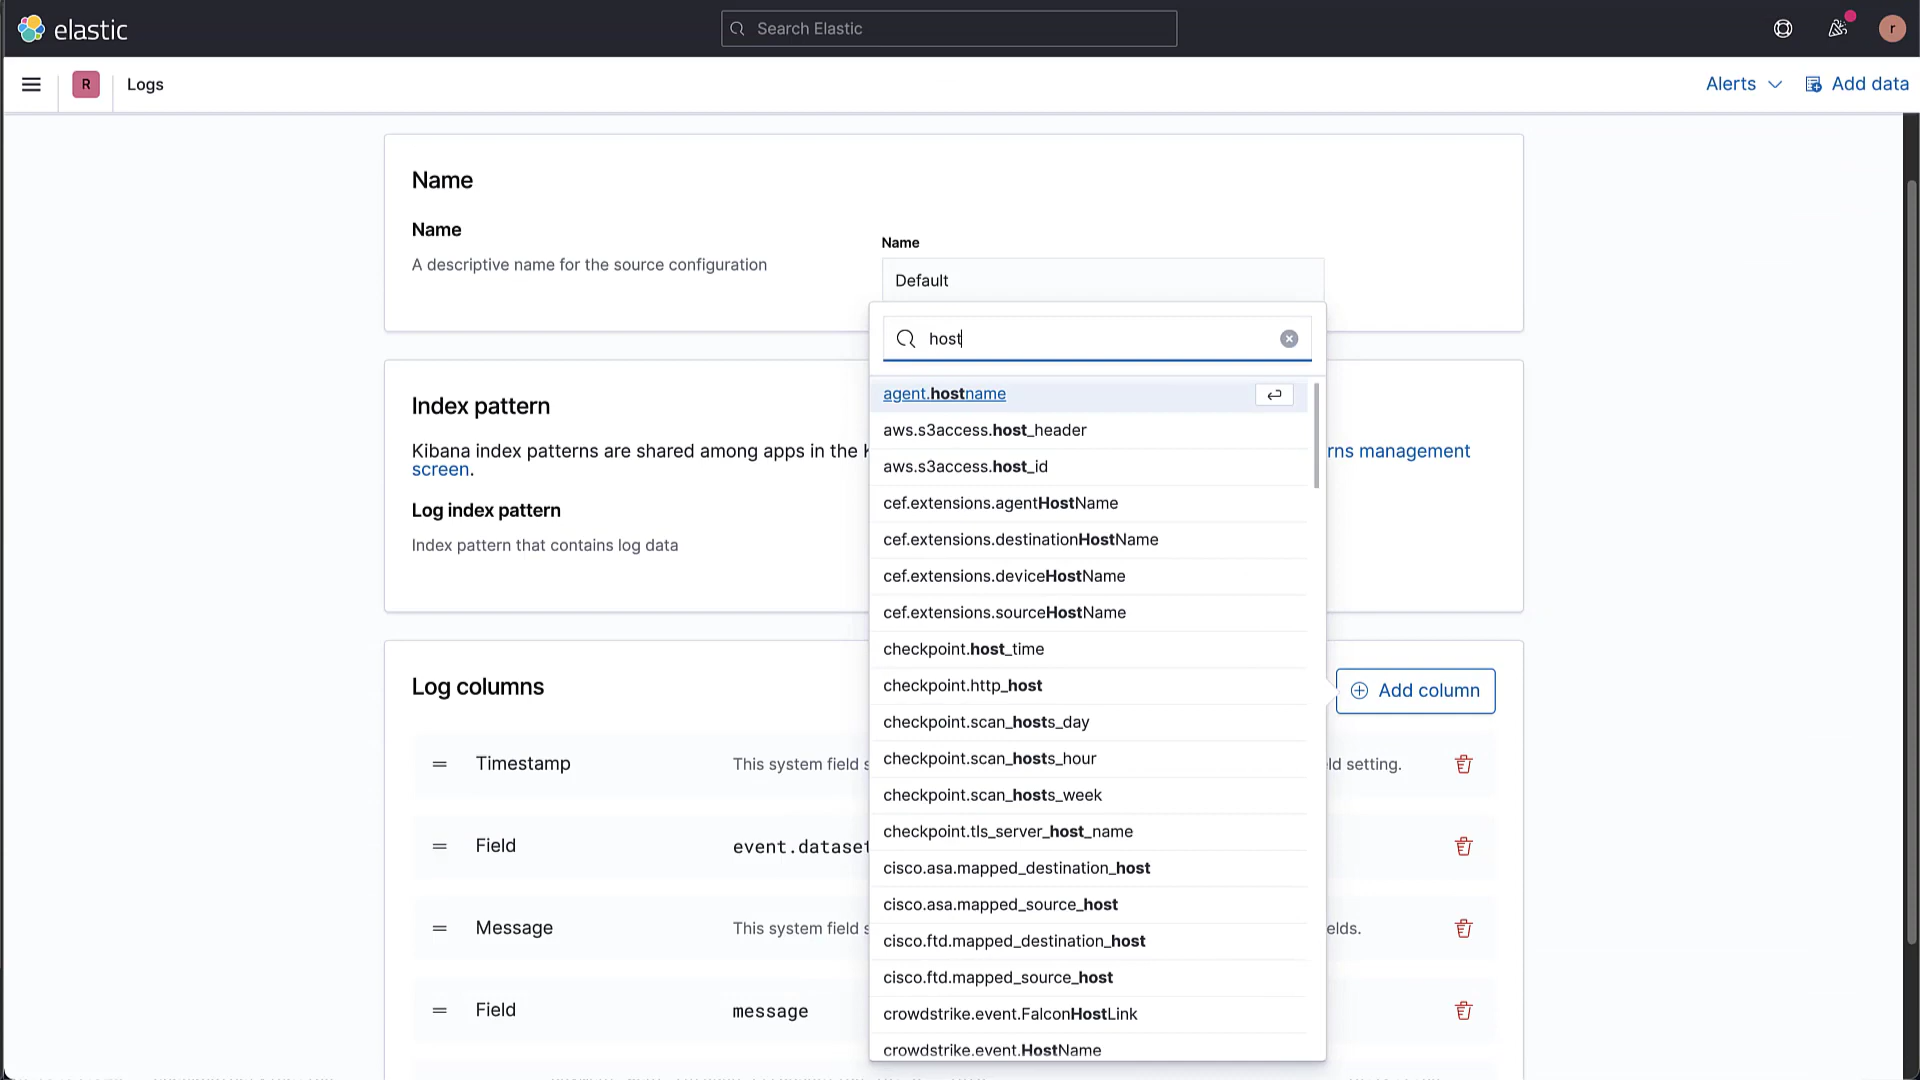 elastic
Search Elastic
r
R
Logs
Alerts
Add data
Name
Name
A descriptive name for the source configuration
Name
Default
host
Index pattern
Kibana index patterns are shared among apps in the
rns management
screen.
Log index pattern
Index pattern that contains log data
agent.hostname
aws.s3access.host_header
aws.s3access.host_id
cef.extensions.agentHostName
cef.extensions.destinationHostName
cef.extensions.deviceHostName
cef.extensions.sourceHostName
checkpoint.host_time
checkpoint.http_host
checkpoint.scan_hosts_day
checkpoint.scan_hosts_hour
checkpoint.scan_hosts_week
checkpoint.tls_server_host_name
cisco.asa.mapped_destination_host
cisco.asa.mapped_source_host
cisco.ftd.mapped_destination_host
cisco.ftd.mapped_source_host
crowdstrike.event.FalconHostLink
crowdstrike.event.HostName
Log columns
Add column
Timestamp
This system field s
ld setting.
Field
event.dataset
Message
This system field s
elds.
Field
message